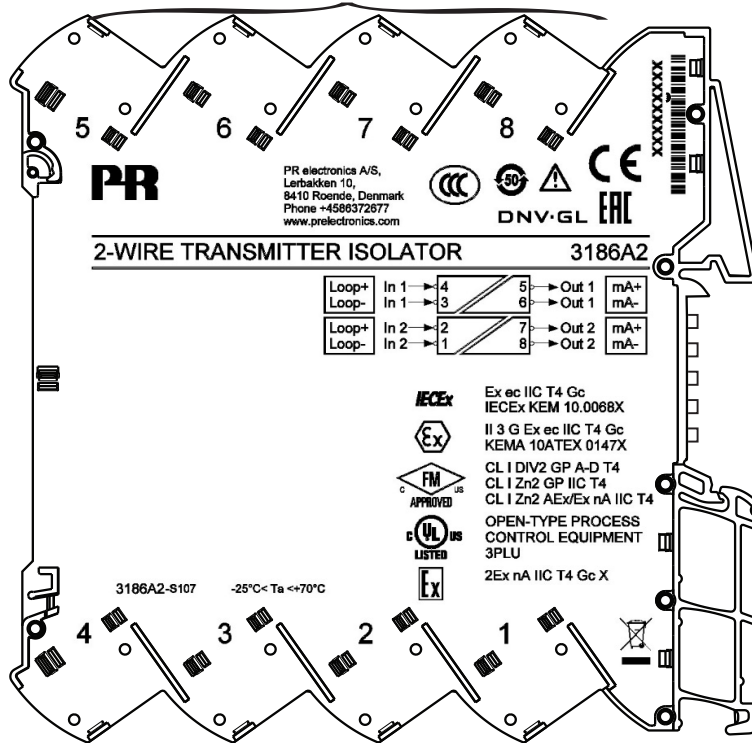 5 6 7 8
XXXXXXXXXX
PR
PR electronics A/S,
Lerbakken 10,
8410 Roende, Denmark
Phone +4586372677
www.prelectronics.com
CCC
50
CE
DNV·GL
EAC
2-WIRE TRANSMITTER ISOLATOR 3186A2
Loop+ In 1 4 5 Out 1 mA+
Loop- In 1 3 6 Out 1 mA-
Loop+ In 2 2 7 Out 2 mA+
Loop- In 2 1 8 Out 2 mA-
IECEx
Ex ec IIC T4 Gc
IECEx KEM 10.0068X
Ex
II 3 G Ex ec IIC T4 Gc
KEMA 10ATEX 0147X
C FM US
APPROVED
CL I DIV2 GP A-D T4
CL I Zn2 GP IIC T4
CL I Zn2 AEx/Ex nA IIC T4
C UL US
LISTED
OPEN-TYPE PROCESS
CONTROL EQUIPMENT
3PLU
Ex
2Ex nA IIC T4 Gc X
3186A2-S107 -25°C< Ta <+70°C
4 3 2 1